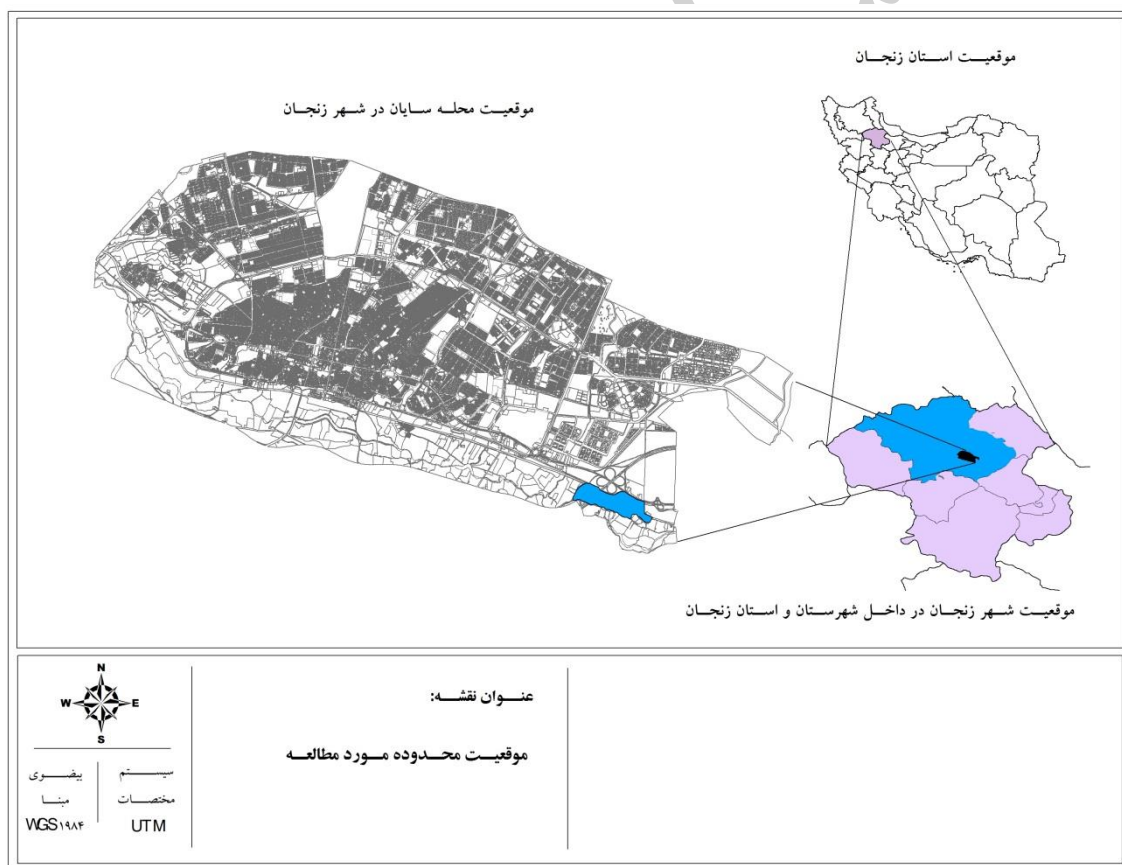 موقعیت استان زنجان
موقعیت محله سایان در شهر زنجان
موقعیت شهر زنجان در داخل شهرستان و استان زنجان
عنوان نقشه:
موقعیت محدوده مورد مطالعه
N
W E
S
سیستم
مختصات
UTM
بیضوی
مبنا
WGS۱۹۸۴